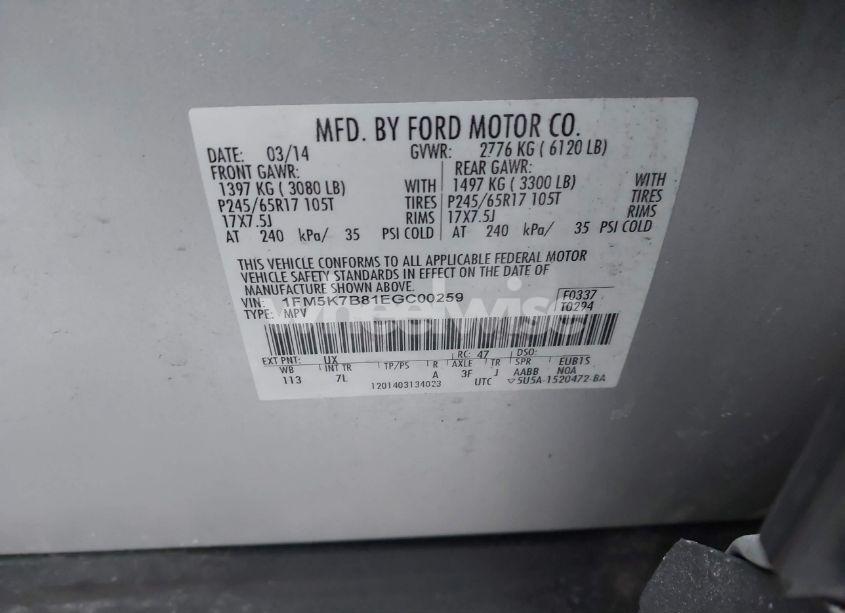 MFD. BY FORD MOTOR CO.
DATE: 03/14 GVWR: 2776 KG ( 6120 LB)
FRONT GAWR: REAR GAWR:
1397 KG ( 3080 LB) WITH 1497 KG ( 3300 LB) WITH
P245/65R17 105T TIRES P245/65R17 105T TIRES
17X7.5J RIMS 17X7.5J RIMS
AT 240 kPa/ 35 PSI COLD AT 240 kPa/ 35 PSI COLD
THIS VEHICLE CONFORMS TO ALL APPLICABLE FEDERAL MOTOR
VEHICLE SAFETY STANDARDS IN EFFECT ON THE DATE OF
MANUFACTURE SHOWN ABOVE.
VIN: 1FM5K7B81EGC00259 F0337
TYPE: MPV T0294
wheelwise
EXT PNT: UX RC: 47 DSO:
WB INT TR TP/PS R AXLE TR SPR EUB1S
113 7L A 3F J AABB NOA
1201403134023 UTC ▽5U5A-1520472-BA